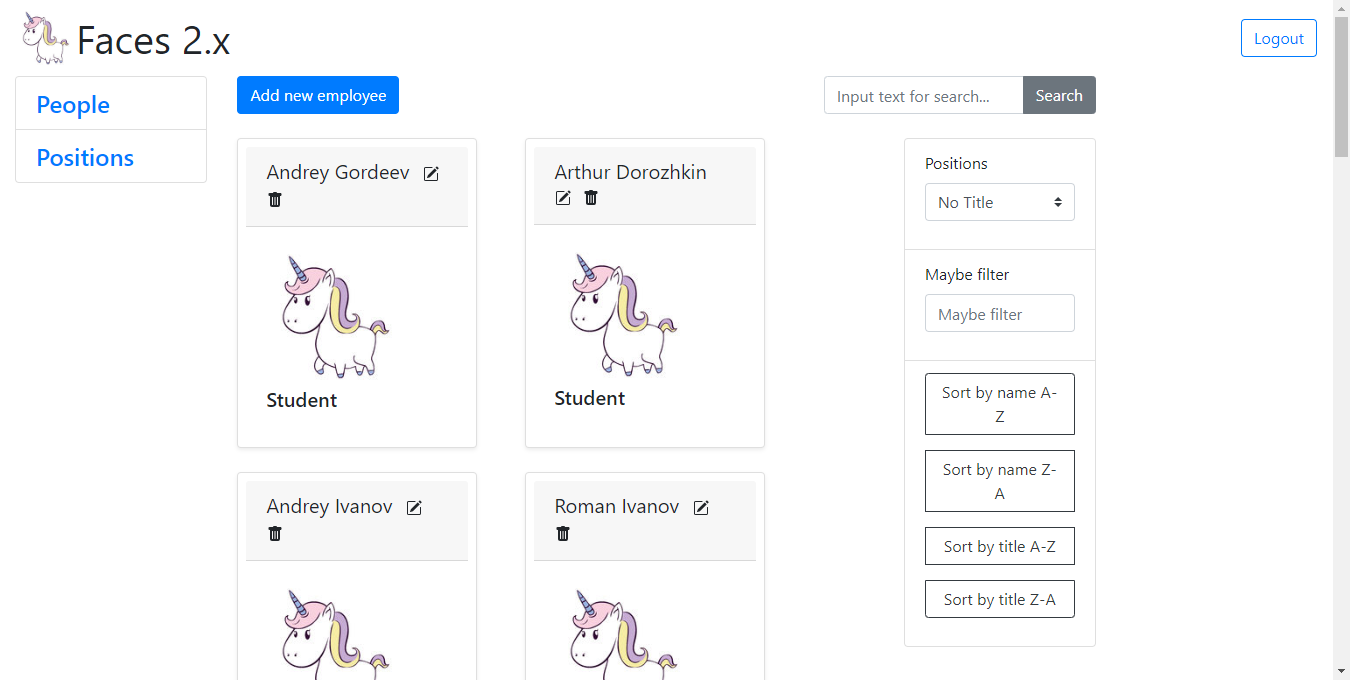 Faces 2.x
Logout
People
Positions
Add new employee
Input text for search...
Search
Andrey Gordeev
Student
Arthur Dorozhkin
Student
Andrey Ivanov
Roman Ivanov
Positions
No Title
Maybe filter
Maybe filter
Sort by name A-
Z
Sort by name Z-
A
Sort by title A-Z
Sort by title Z-A